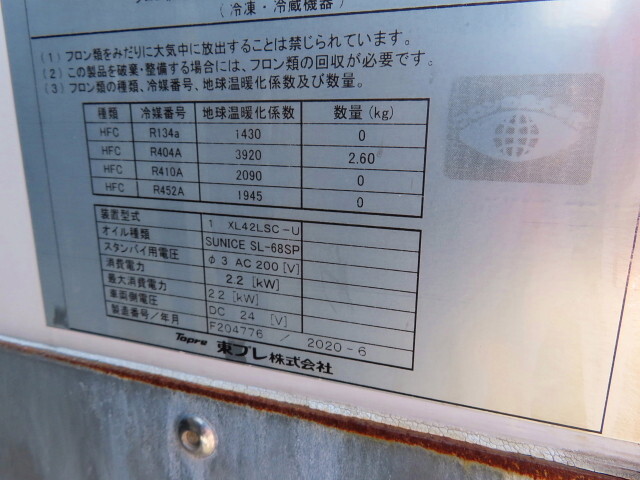 (冷凍・冷蔵機器)
(1) フロン類をみだりに大気中に放出することは禁じられています。
(2) この製品を破棄・整備する場合には、フロン類の回収が必要です。
(3) フロン類の種類、冷媒番号、地球温暖化係数及び数量。
種類 冷媒番号 地球温暖化係数 数量(kg)
HFC R134a 1430 0
HFC R404A 3920 2.60
HFC R410A 2090 0
HFC R452A 1945 0
装置型式 1 XL42LSC-U
オイル種類 SUNICE SL-68SP
スタンバイ用電圧 φ3 AC 200 [V]
消費電力 2.2 [kW]
最大消費電力 2.2 [kW]
車両側電圧 DC 24 [V]
製造番号/年月 F204776 / 2020-6
Topre 東プレ株式会社